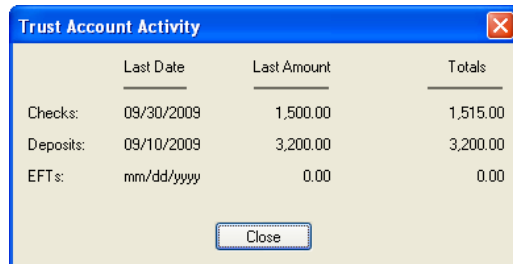 Trust Account Activity
Last Date Last Amount Totals
Checks: 09/30/2009 1,500.00 1,515.00
Deposits: 09/10/2009 3,200.00 3,200.00
EFTs: mm/dd/yyyy 0.00 0.00
Close